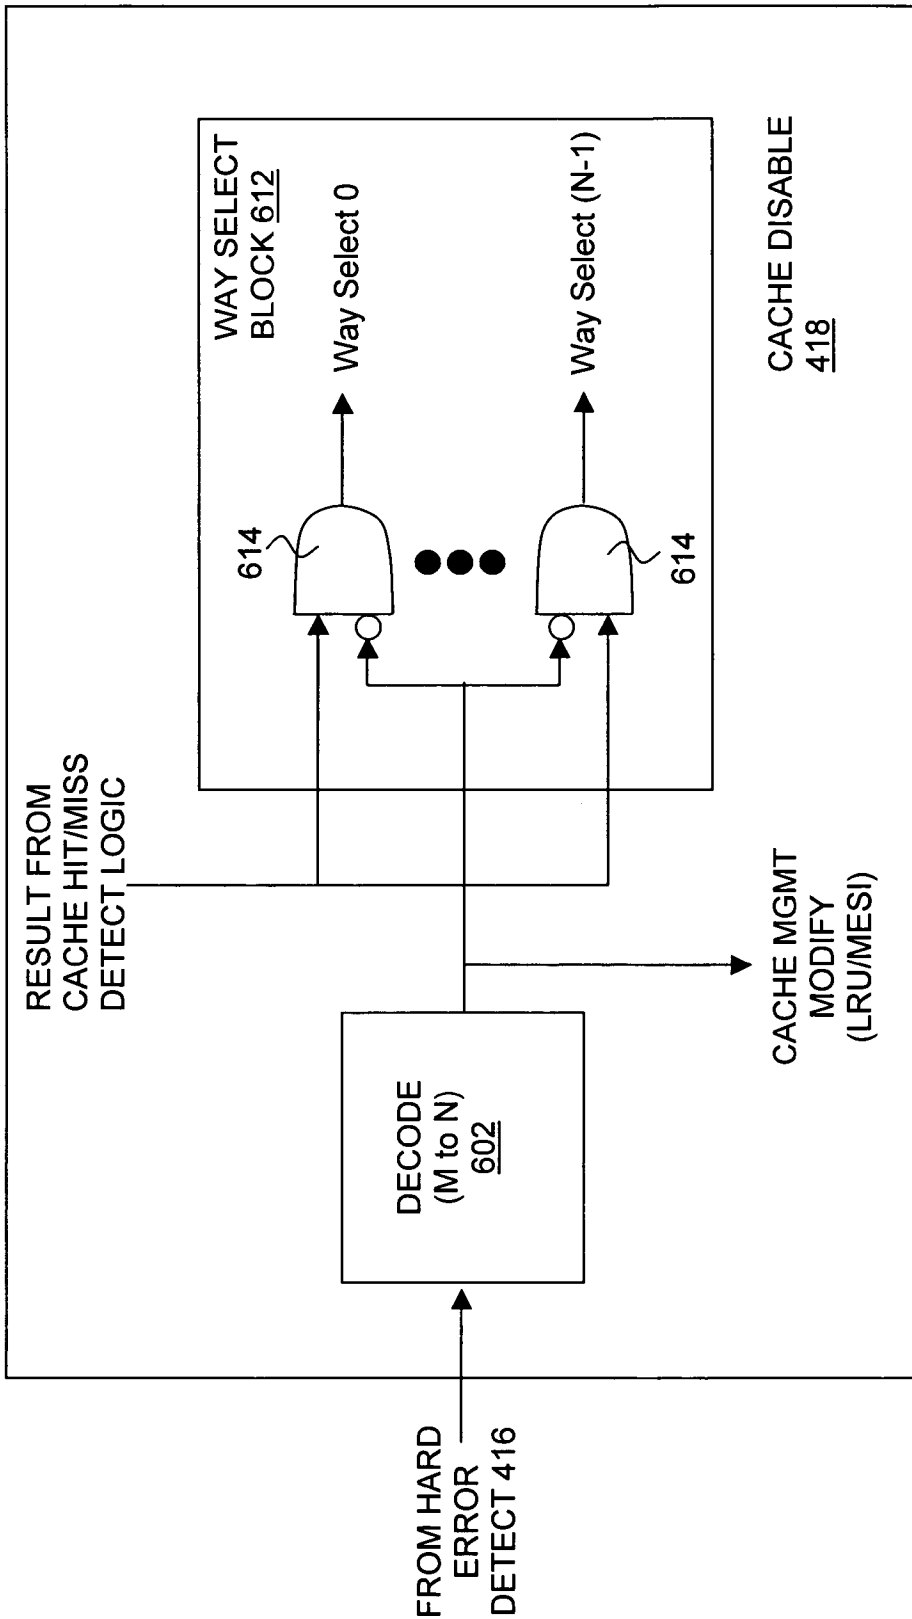 RESULT FROM
CACHE HIT/MISS
DETECT LOGIC
WAY SELECT
BLOCK 612
614
Way Select 0
614
Way Select (N-1)
FROM HARD
ERROR
DETECT 416
DECODE
(M to N)
602
CACHE MGMT
MODIFY
(LRU/MESI)
CACHE DISABLE
418